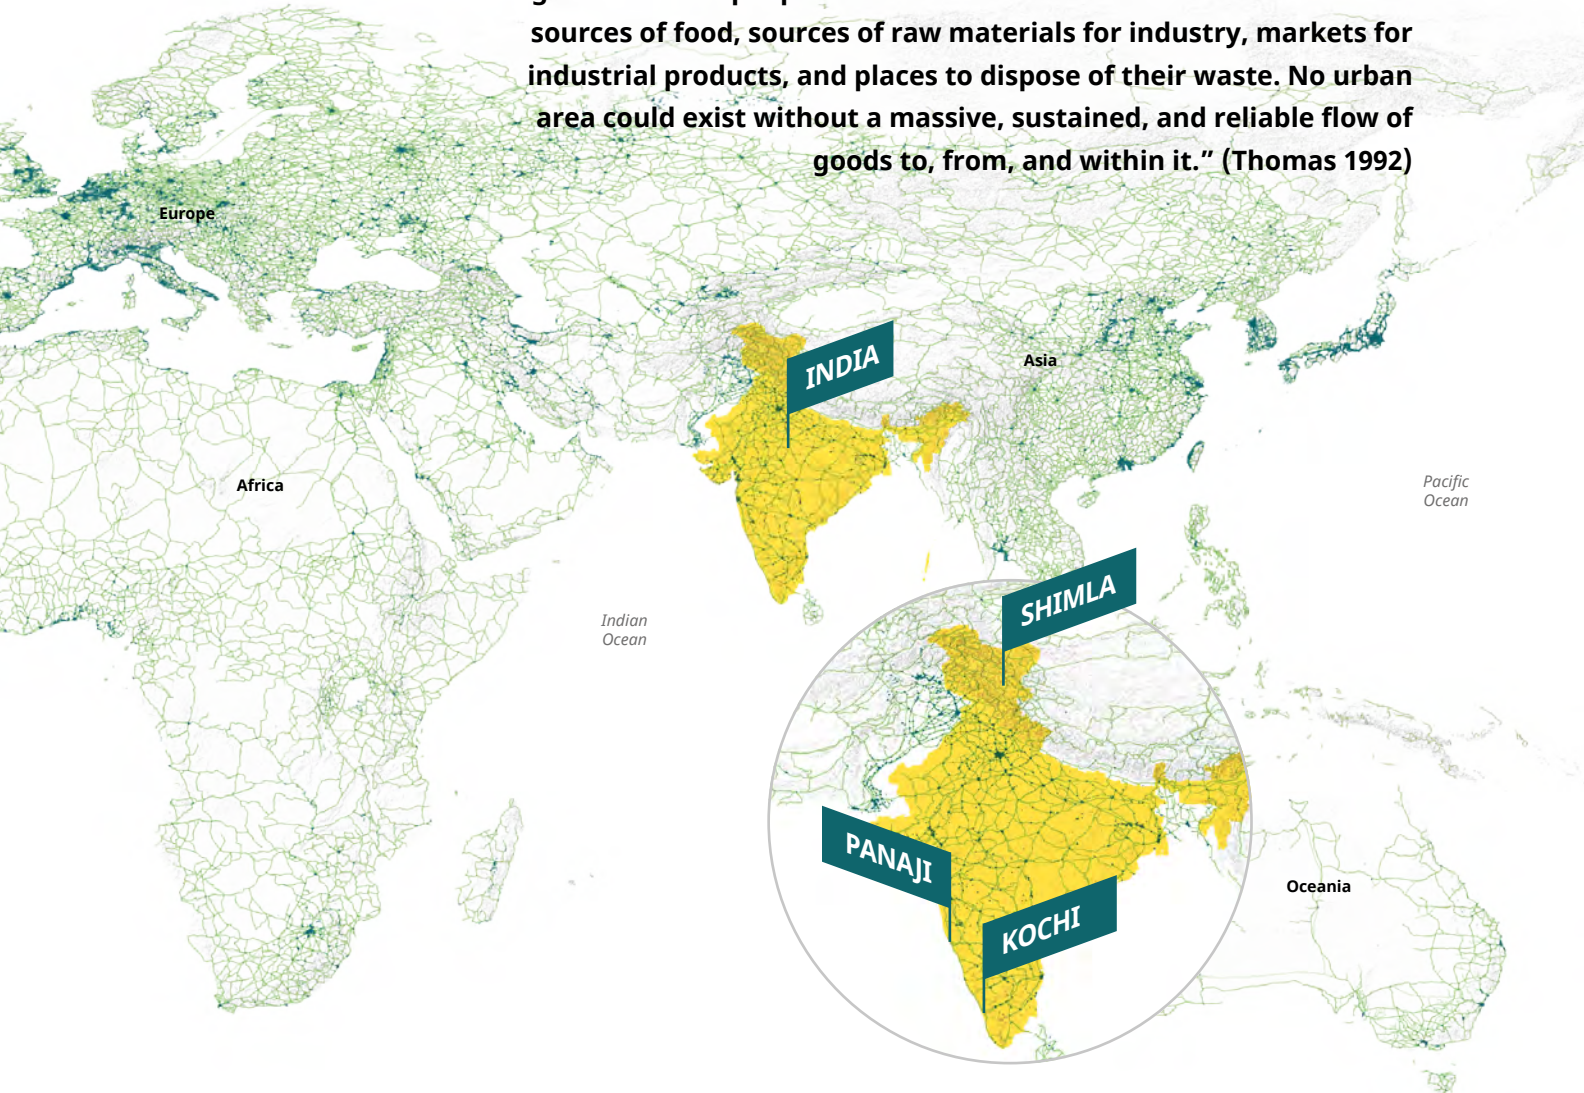 sources of food, sources of raw materials for industry, markets for
industrial products, and places to dispose of their waste. No urban
area could exist without a massive, sustained, and reliable flow of
goods to, from, and within it.” (Thomas 1992)
Europe
INDIA
Asia
Africa
Pacific
Ocean
SHIMLA
Indian
Ocean
PANAJI
Oceania
KOCHI